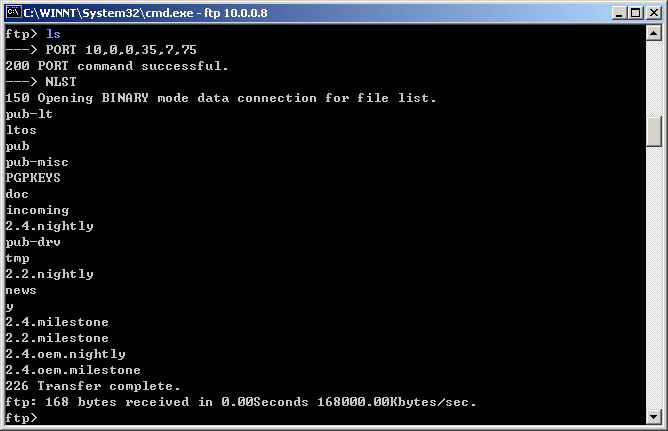 C:\WINNT\System32\cmd.exe - ftp 10.0.0.8
ftp> ls
---> PORT 10,0,0,35,7,75
200 PORT command successful.
---> NLST
150 Opening BINARY mode data connection for file list.
pub-lt
ltos
pub
pub-misc
PGPKEYS
doc
incoming
2.4.nightly
pub-drv
tmp
2.2.nightly
news
y
2.4.milestone
2.2.milestone
2.4.oem.nightly
2.4.oem.milestone
226 Transfer complete.
ftp: 168 bytes received in 0.00Seconds 168000.00Kbytes/sec.
ftp>